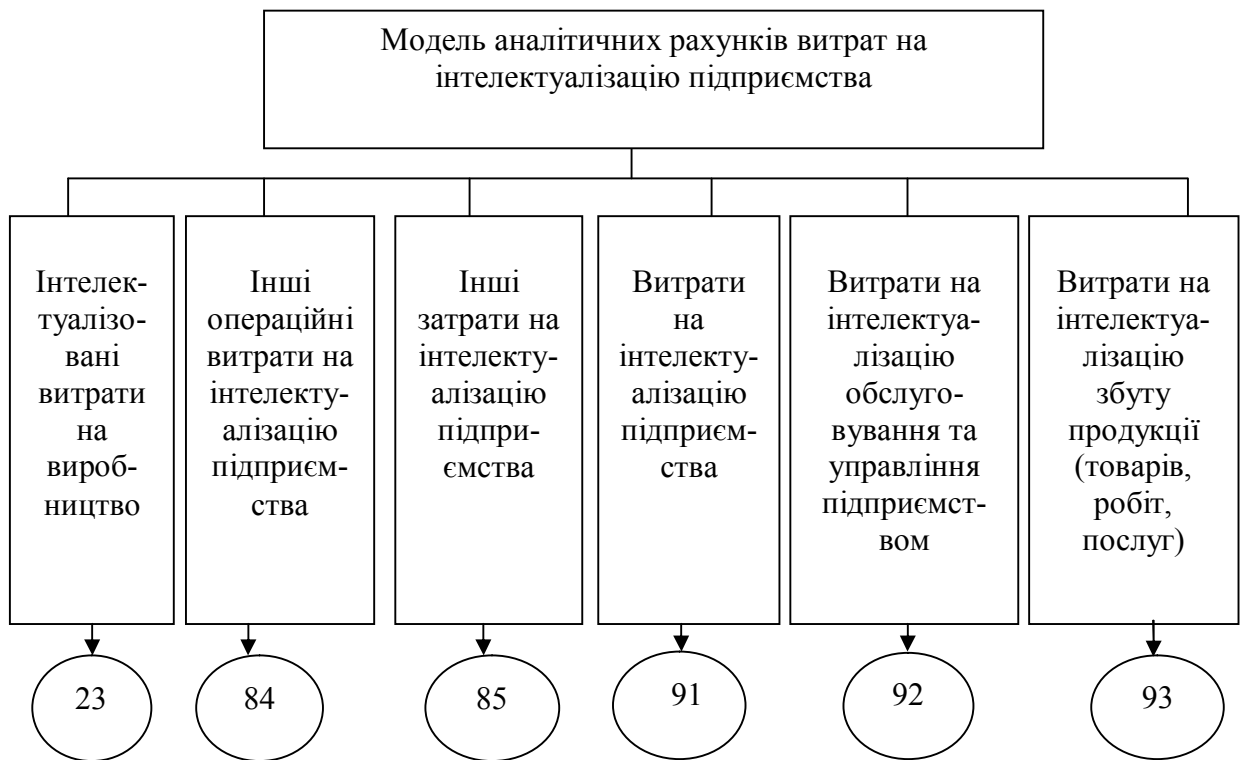 Модель аналітичних рахунків витрат на
інтелектуалізацію підприємства
Інтелек-
туалізо-
вані
витрати
на
вироб-
ництво
Інші
операційні
витрати на
інтелекту-
алізацію
підприєм-
ства
Інші
затрати на
інтелекту-
алізацію
підпри-
ємства
Витрати
на
інтелекту-
алізацію
підприєм-
ства
Витрати на
інтелектуа-
лізацію
обслуго-
вування та
управління
підприємст-
вом
Витрати на
інтелектуа-
лізацію
збуту
продукції
(товарів,
робіт,
послуг)
23
84
85
91
92
93